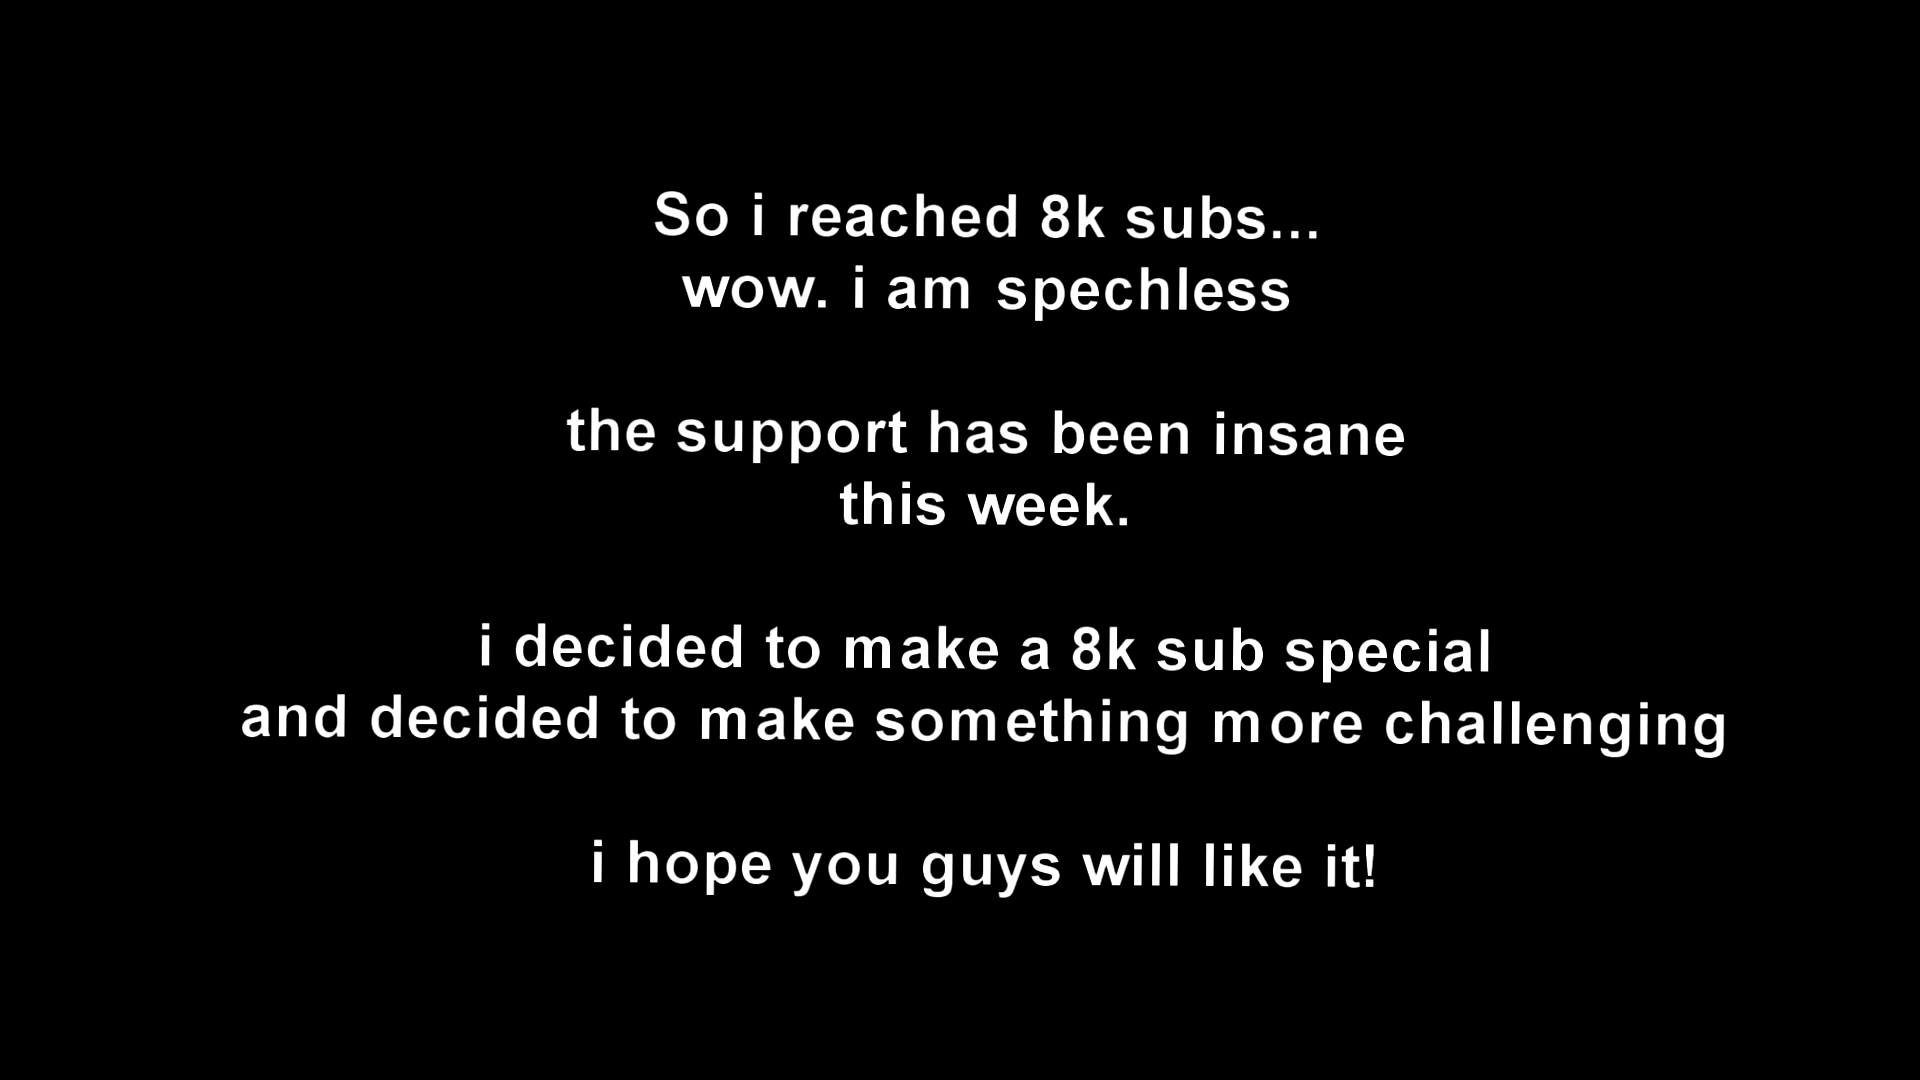 So i reached 8k subs...
wow. i am spechless
the support has been insane
this week.
i decided to make a 8k sub special
and decided to make something more challenging
i hope you guys will like it!